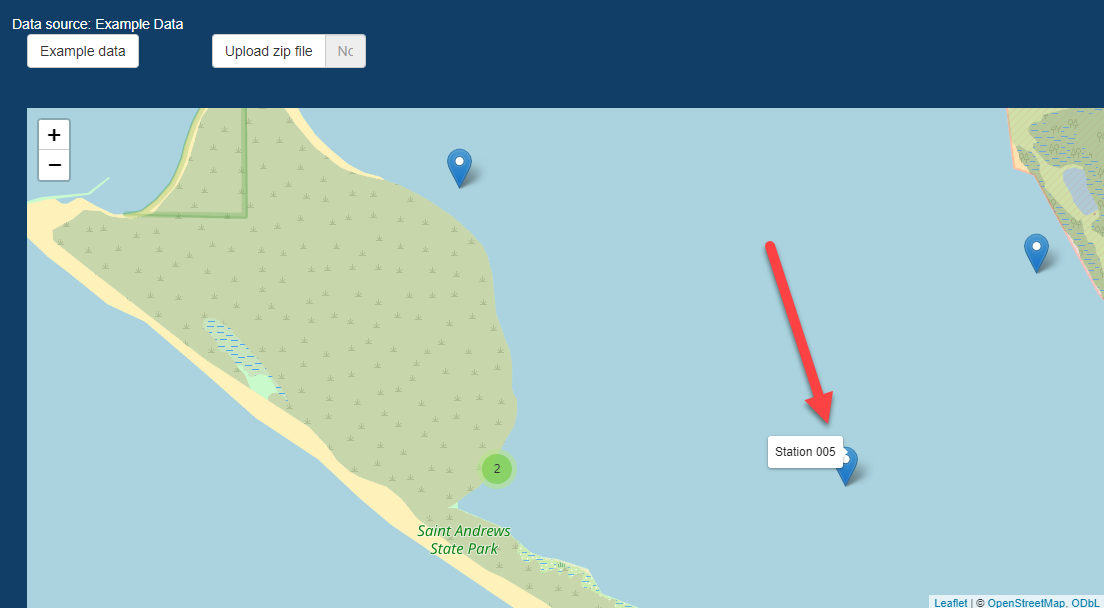 Data source: Example Data
Example data
Upload zip file
No
+
−
Station 005
2
Saint Andrews
State Park
Leaflet | © OpenStreetMap, ODbL